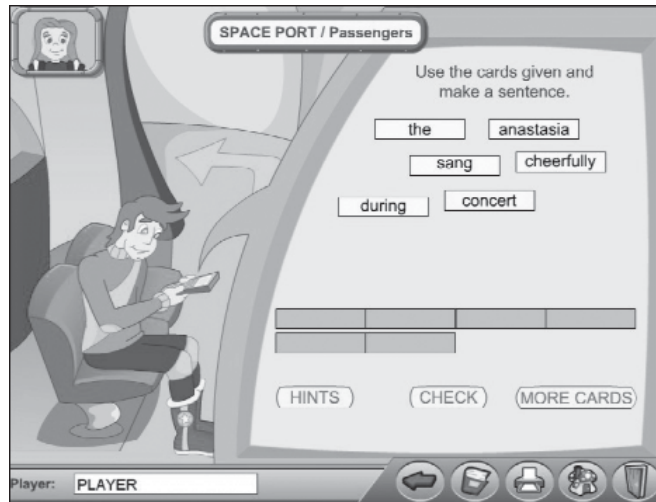 SPACE PORT / Passengers
Use the cards given and
make a sentence.
the anastasia
sang cheerfully
during concert
HINTS CHECK MORE CARDS
Player: PLAYER